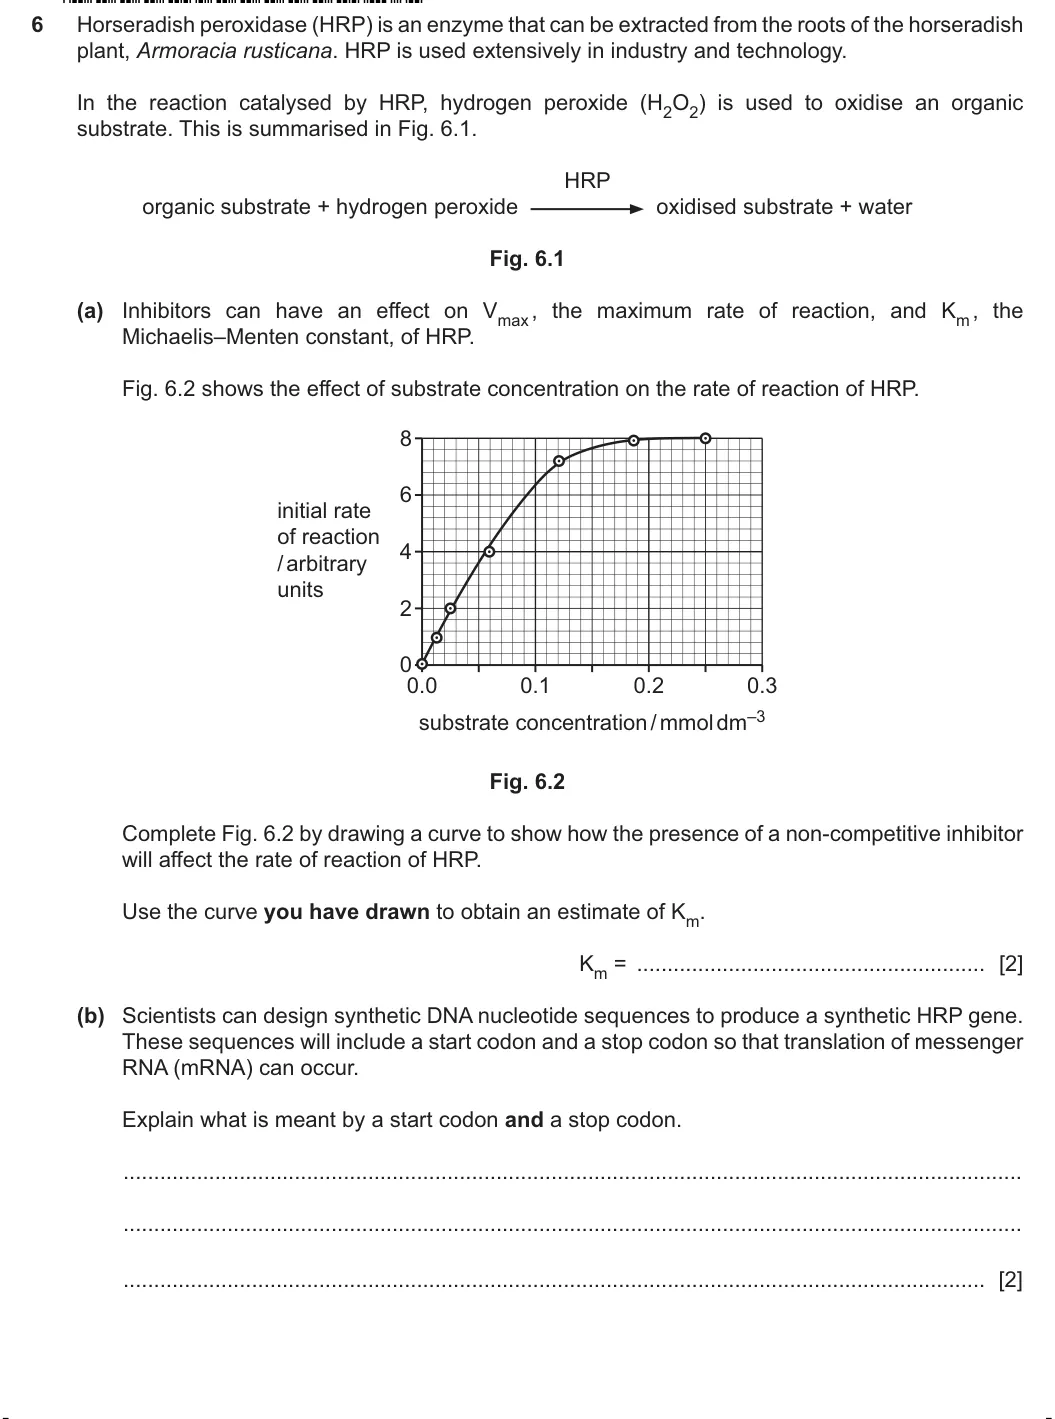 6 Horseradish peroxidase (HRP) is an enzyme that can be extracted from the roots of the horseradish
plant, Armoracia rusticana. HRP is used extensively in industry and technology.
In the reaction catalysed by HRP, hydrogen peroxide (H2O2) is used to oxidise an organic
substrate. This is summarised in Fig. 6.1.
HRP
organic substrate + hydrogen peroxide → oxidised substrate + water
Fig. 6.1
(a) Inhibitors can have an effect on Vmax, the maximum rate of reaction, and Km, the
Michaelis–Menten constant, of HRP.
Fig. 6.2 shows the effect of substrate concentration on the rate of reaction of HRP.
8
6
4
2
0
initial rate
of reaction
/ arbitrary
units
0.0 0.1 0.2 0.3
substrate concentration / mmol dm–3
Fig. 6.2
Complete Fig. 6.2 by drawing a curve to show how the presence of a non-competitive inhibitor
will affect the rate of reaction of HRP.
Use the curve you have drawn to obtain an estimate of Km.
Km = .......................................................... [2]
(b) Scientists can design synthetic DNA nucleotide sequences to produce a synthetic HRP gene.
These sequences will include a start codon and a stop codon so that translation of messenger
RNA (mRNA) can occur.
Explain what is meant by a start codon and a stop codon.
[2]